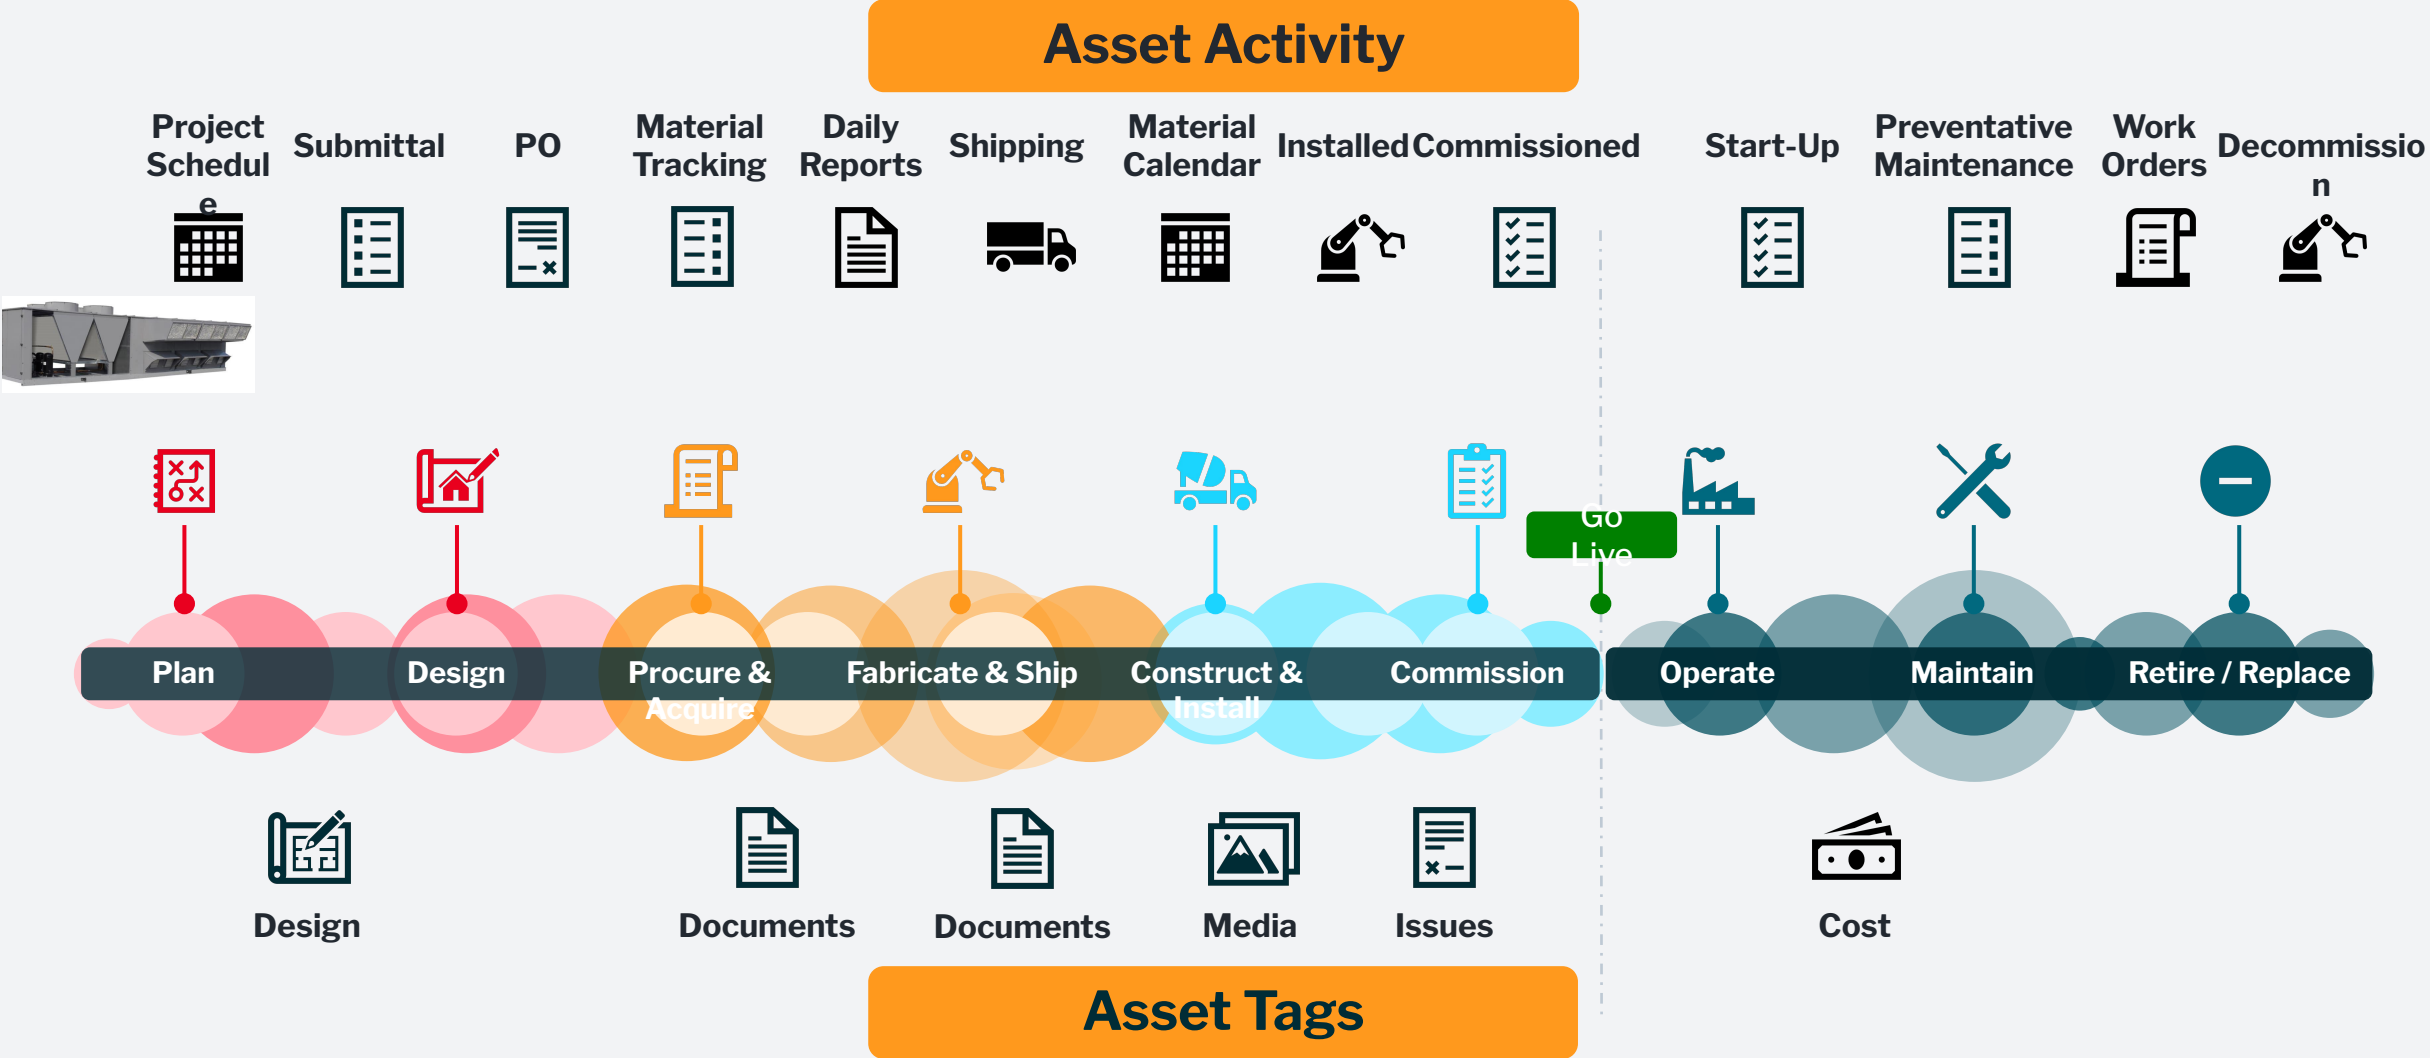 Asset Activity
Project
Schedul
e
Submittal
PO
Material
Tracking
Daily
Reports
Shipping
Material
Calendar
Installed
Commissioned
Start-Up
Preventative
Maintenance
Work
Orders
Decommissio
n
Go
Live
Plan
Design
Procure &
Acquire
Fabricate & Ship
Construct &
Install
Commission
Operate
Maintain
Retire / Replace
Design
Documents
Documents
Media
Issues
Cost
Asset Tags